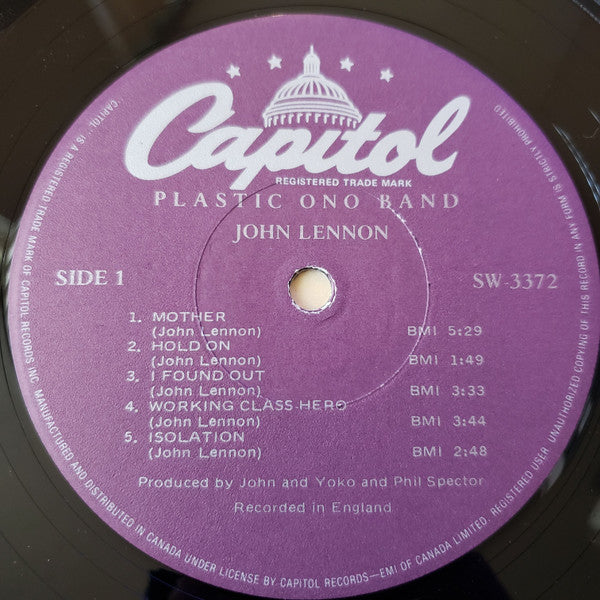 Capitol
REGISTERED TRADE MARK
PLASTIC ONO BAND
JOHN LENNON
SIDE 1
SW-3372
1. MOTHER
(John Lennon) BMI 5:29
2. HOLD ON
(John Lennon) BMI 1:49
3. I FOUND OUT
(John Lennon) BMI 3:33
4. WORKING CLASS HERO
(John Lennon) BMI 3:44
5. ISOLATION
(John Lennon) BMI 2:48
Produced by John and Yoko and Phil Spector
Recorded in England
"CAPITOL" IS A REGISTERED TRADE MARK OF CAPITOL RECORDS INC. MANUFACTURED AND DISTRIBUTED IN CANADA UNDER LICENSE BY CAPITOL RECORDS—EMI OF CANADA LIMITED. REGISTERED USER. UNAUTHORIZED COPYING OF THIS RECORD IN ANY FORM IS STRICTLY PROHIBITED